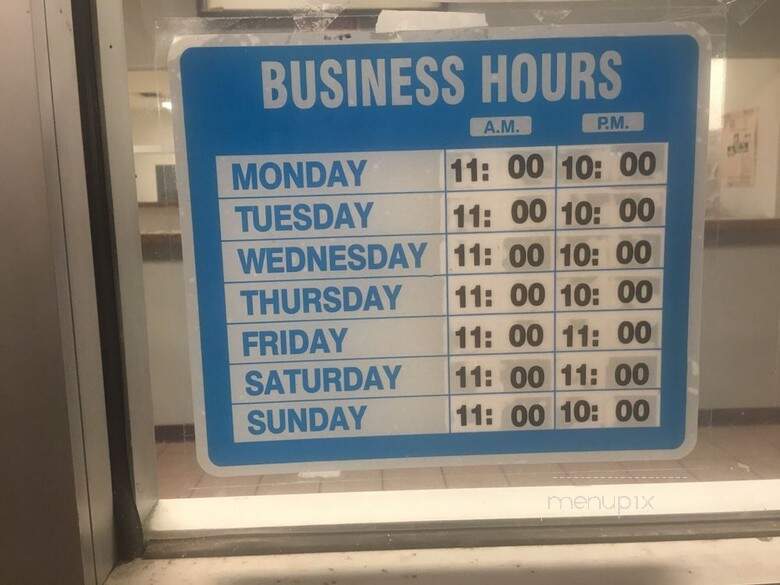 BUSINESS HOURS
A.M. P.M.
MONDAY 11: 00 10: 00
TUESDAY 11: 00 10: 00
WEDNESDAY 11: 00 10: 00
THURSDAY 11: 00 10: 00
FRIDAY 11: 00 11: 00
SATURDAY 11: 00 11: 00
SUNDAY 11: 00 10: 00
menupix